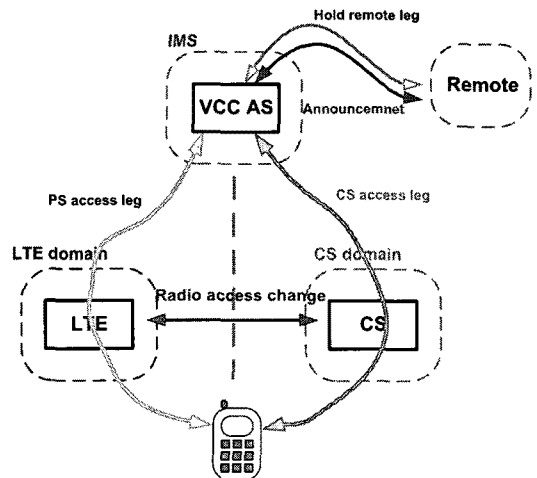 Hold remote leg
IMS
VCC AS
Remote
Announcemnet
PS access leg
CS access leg
LTE domain
CS domain
Radio access change
LTE
CS